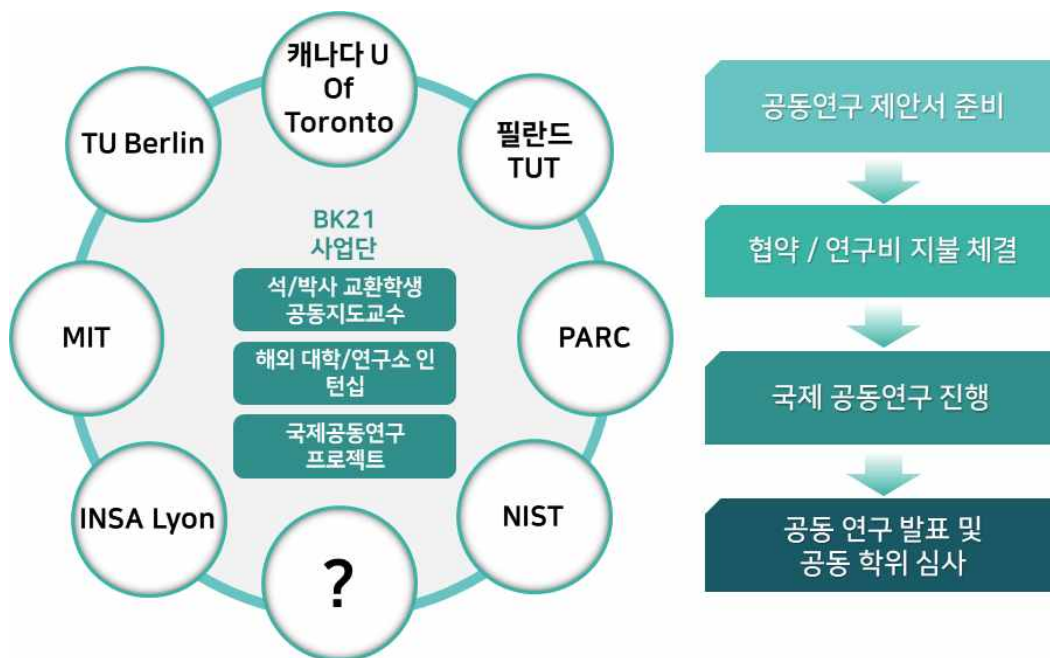 캐나다 U
Of
Toronto
필란드
TUT
TU Berlin
BK21
사업단
석/박사 교환학생
공동지도교수
MIT
해외 대학/연구소 인
턴십
PARC
국제공동연구
프로젝트
INSA Lyon
NIST
?
공동연구 제안서 준비
협약 / 연구비 지불 체결
국제 공동연구 진행
공동 연구 발표 및
공동 학위 심사